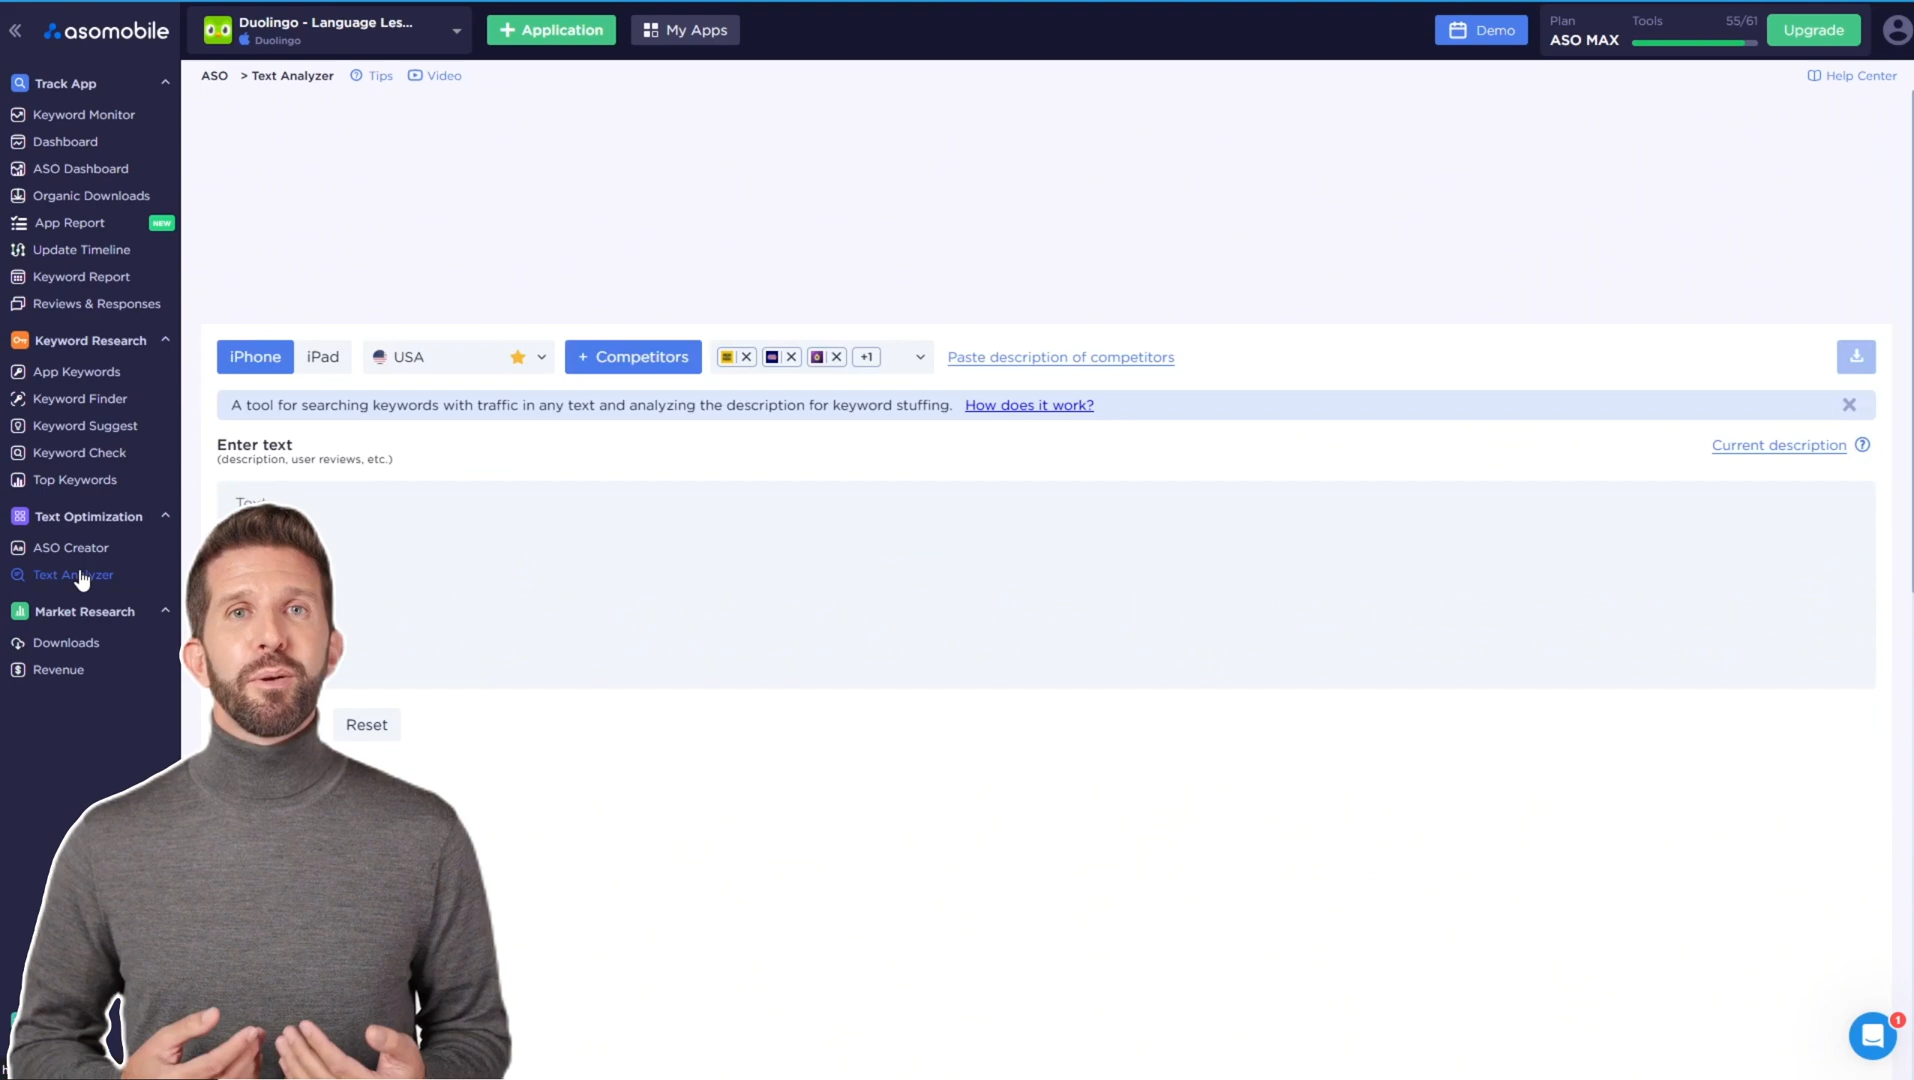 asomobile
Duolingo - Language Les...
Duolingo
+ Application
My Apps
Demo
Plan
ASO MAX
Tools
55/61
Upgrade
Track App
Keyword Monitor
Dashboard
ASO Dashboard
Organic Downloads
App Report
NEW
Update Timeline
Keyword Report
Reviews & Responses
Keyword Research
App Keywords
Keyword Finder
Keyword Suggest
Keyword Check
Top Keywords
Text Optimization
ASO Creator
Text Analyzer
Market Research
Downloads
Revenue
ASO > Text Analyzer
Tips
Video
Help Center
iPhone
iPad
USA
+ Competitors
+1
Paste description of competitors
A tool for searching keywords with traffic in any text and analyzing the description for keyword stuffing. How does it work?
Enter text
(description, user reviews, etc.)
Current description
Text
Reset
1